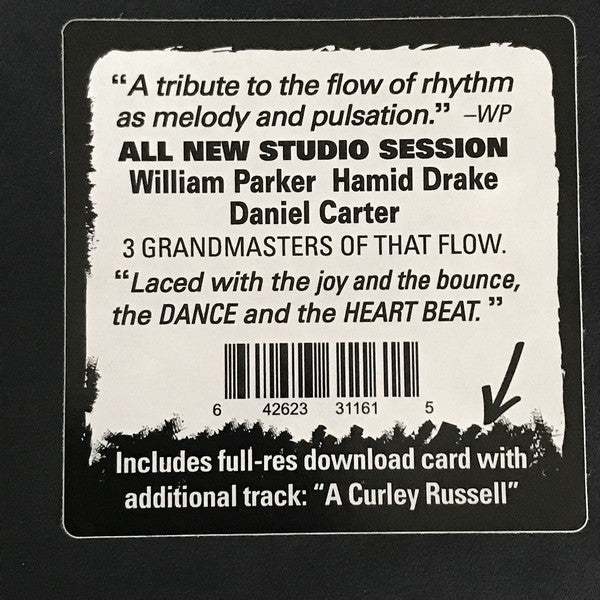 “A tribute to the flow of rhythm
as melody and pulsation.” –WP
ALL NEW STUDIO SESSION
William Parker Hamid Drake
Daniel Carter
3 GRANDMASTERS OF THAT FLOW.
“Laced with the joy and the bounce,
the DANCE and the HEART BEAT.”
6 42623 31161 5
Includes full-res download card with
additional track: “A Curley Russell”